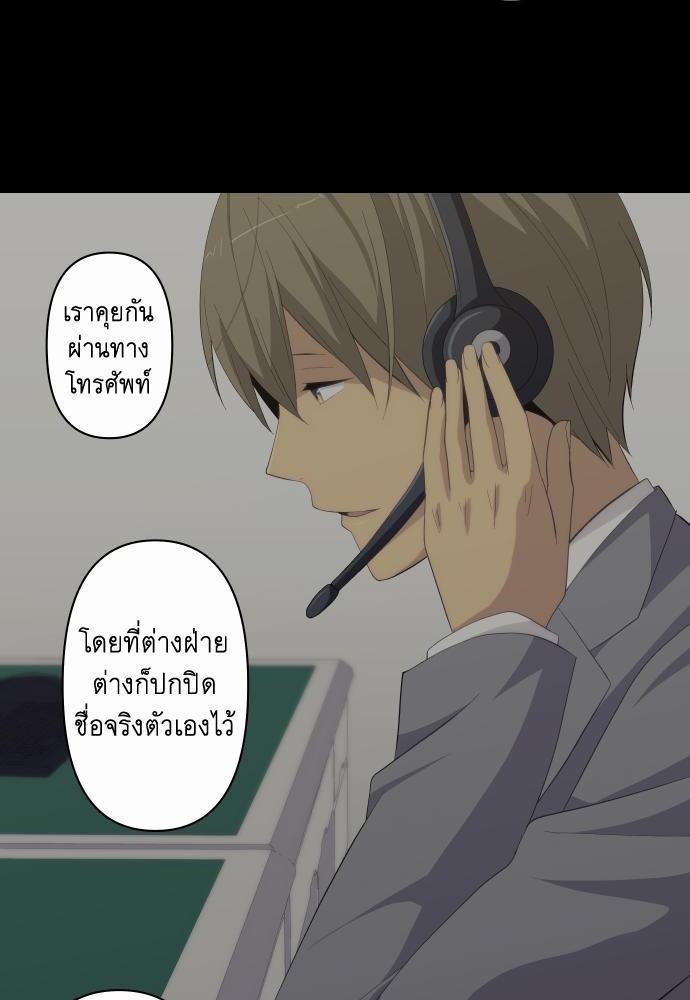 เราคุยกัน
ผ่านทาง
โทรศัพท์
โดยที่ต่างฝ่าย
ต่างก็ปกปิด
ชื่อจริงตัวเองไว้